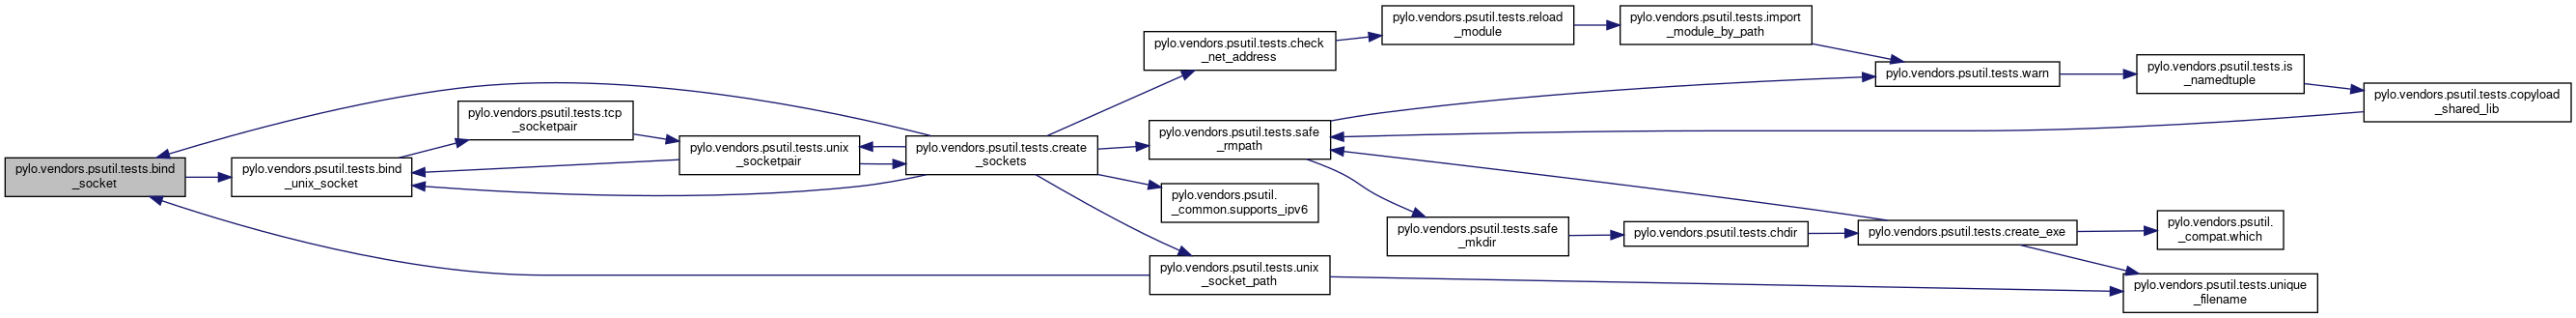 pylo.vendors.psutil.tests.bind
_socket
pylo.vendors.psutil.tests.bind
_unix_socket
pylo.vendors.psutil.tests.tcp
_socketpair
pylo.vendors.psutil.tests.unix
_socketpair
pylo.vendors.psutil.tests.create
_sockets
pylo.vendors.psutil.tests.check
_net_address
pylo.vendors.psutil.tests.safe
_rmpath
pylo.vendors.psutil.
_common.supports_ipv6
pylo.vendors.psutil.tests.unix
_socket_path
pylo.vendors.psutil.tests.reload
_module
pylo.vendors.psutil.tests.safe
_mkdir
pylo.vendors.psutil.tests.import
_module_by_path
pylo.vendors.psutil.tests.chdir
pylo.vendors.psutil.tests.warn
pylo.vendors.psutil.tests.create_exe
pylo.vendors.psutil.tests.is
_namedtuple
pylo.vendors.psutil.
_compat.which
pylo.vendors.psutil.tests.unique
_filename
pylo.vendors.psutil.tests.copyload
_shared_lib